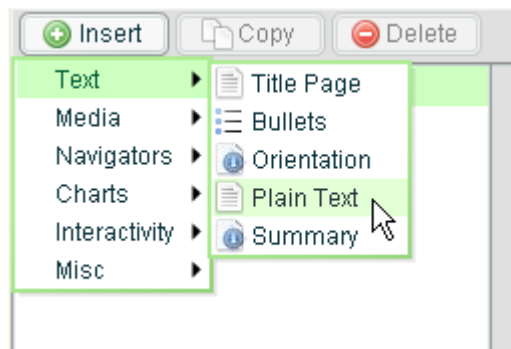 Insert Copy Delete
Text Title Page
Media Bullets
Navigators Orientation
Charts Plain Text
Interactivity Summary
Misc